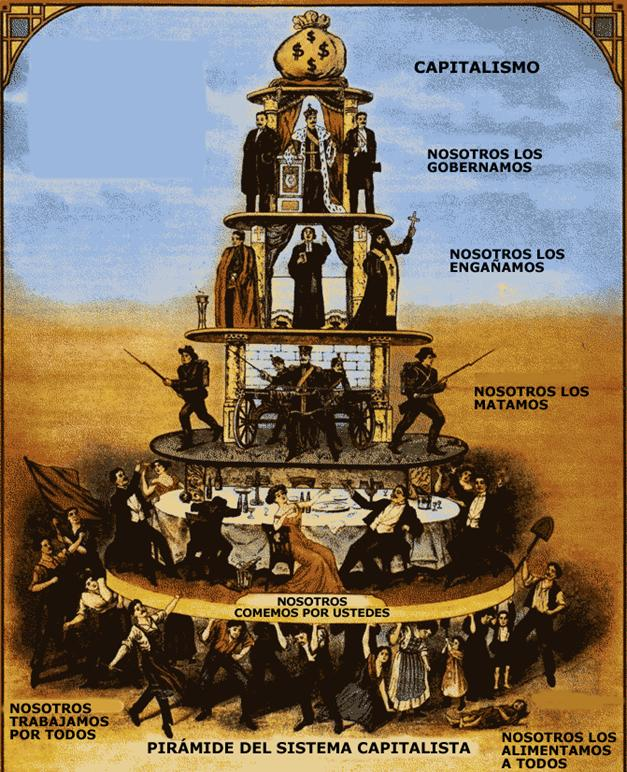 $ $
$ $
CAPITALISMO
NOSOTROS LOS
GOBERNAMOS
NOSOTROS LOS
ENGAÑAMOS
NOSOTROS LOS
MATAMOS
NOSOTROS
COMEMOS POR USTEDES
NOSOTROS
TRABAJAMOS
POR TODOS
NOSOTROS LOS
ALIMENTAMOS
A TODOS
PIRÁMIDE DEL SISTEMA CAPITALISTA